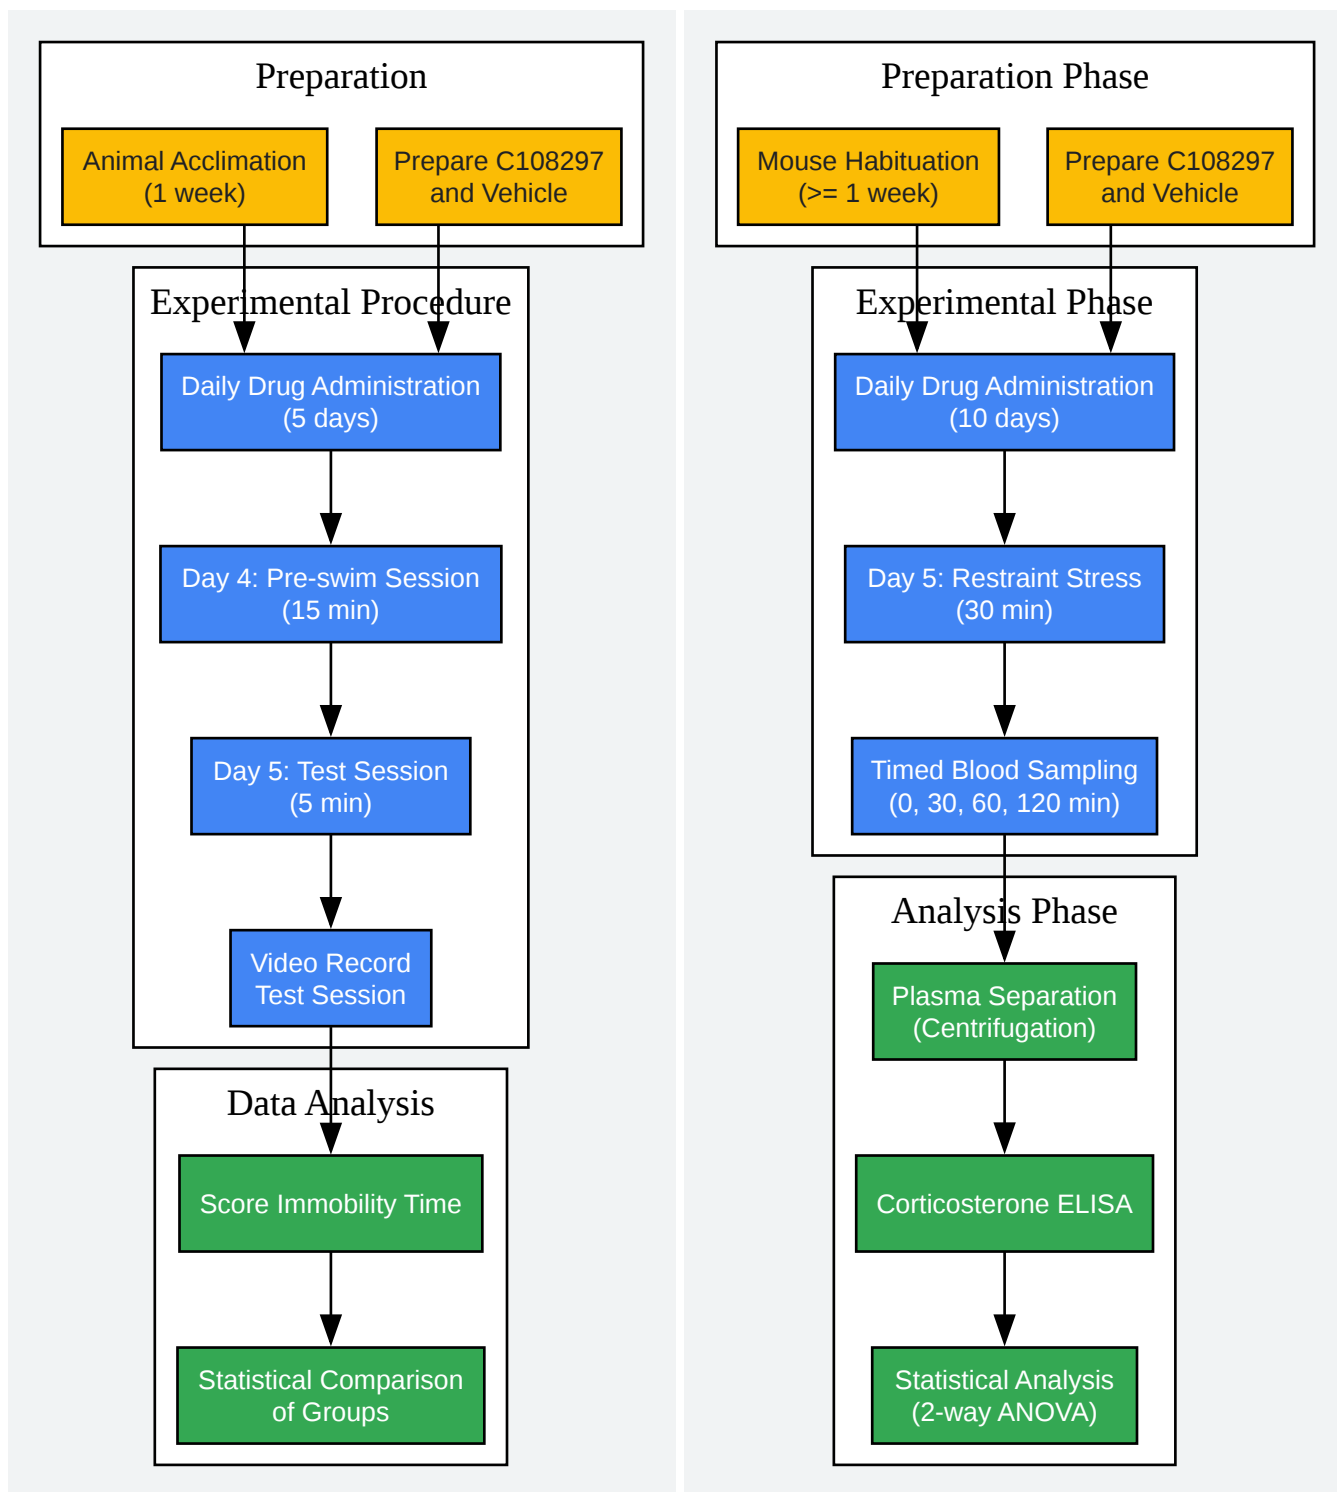 Preparation
Animal Acclimation
(1 week)
Prepare C108297
and Vehicle
Experimental Procedure
Daily Drug Administration
(5 days)
Day 4: Pre-swim Session
(15 min)
Day 5: Test Session
(5 min)
Video Record
Test Session
Data Analysis
Score Immobility Time
Statistical Comparison
of Groups
Preparation Phase
Mouse Habituation
(>= 1 week)
Prepare C108297
and Vehicle
Experimental Phase
Daily Drug Administration
(10 days)
Day 5: Restraint Stress
(30 min)
Timed Blood Sampling
(0, 30, 60, 120 min)
Analysis Phase
Plasma Separation
(Centrifugation)
Corticosterone ELISA
Statistical Analysis
(2-way ANOVA)